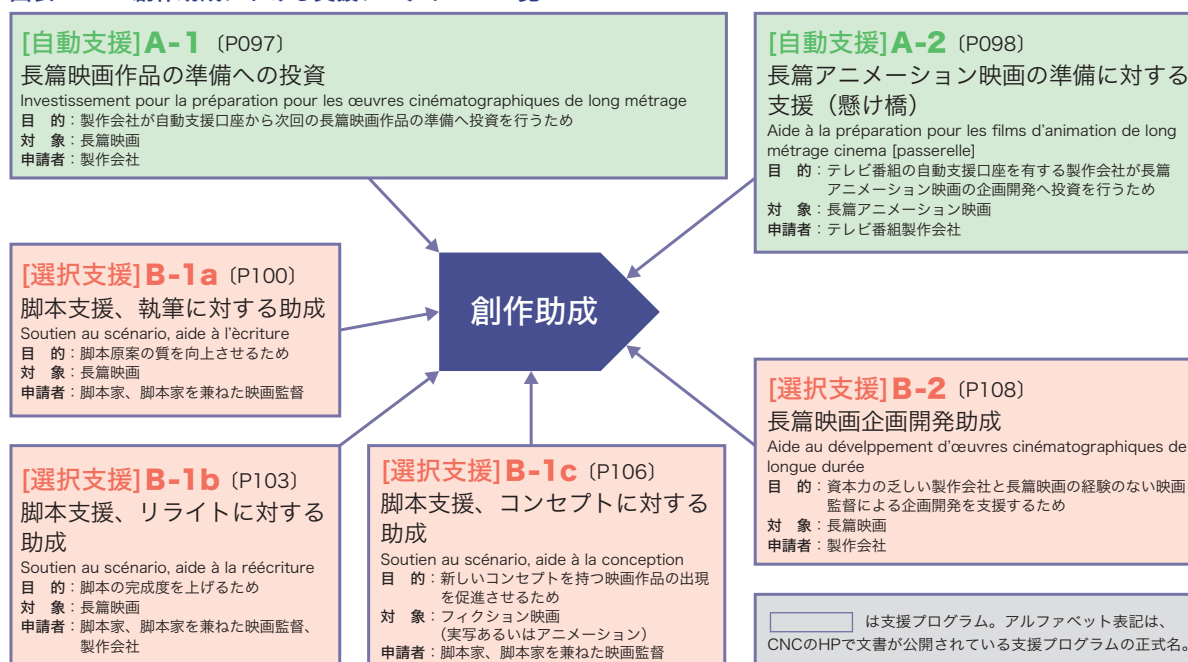 [自動支援]A-1〔P097〕
長篇映画作品の準備への投資
Investissement pour la préparation pour les œuvres cinématographiques de long métrage
目　的：製作会社が自動支援口座から次回の長篇映画作品の準備へ投資を行うため
対　象：長篇映画
申請者：製作会社
[自動支援]A-2〔P098〕
長篇アニメーション映画の準備に対する
支援（懸け橋）
Aide à la préparation pour les films d'animation de long
métrage cinema [passerelle]
目　的：テレビ番組の自動支援口座を有する製作会社が長篇
アニメーション映画の企画開発へ投資を行うため
対　象：長篇アニメーション映画
申請者：テレビ番組製作会社
[選択支援]B-1a〔P100〕
脚本支援、執筆に対する助成
Soutien au scénario, aide à l'ècriture
目　的：脚本原案の質を向上させるため
対　象：長篇映画
申請者：脚本家、脚本家を兼ねた映画監督
創作助成
[選択支援]B-1b〔P103〕
脚本支援、リライトに対する
助成
Soutien au scénario, aide à la réécriture
目　的：脚本の完成度を上げるため
対　象：長篇映画
申請者：脚本家、脚本家を兼ねた映画監督、
製作会社
[選択支援]B-1c〔P106〕
脚本支援、コンセプトに対する
助成
Soutien au scénario, aide à la conception
目　的：新しいコンセプトを持つ映画作品の出現
を促進させるため
対　象：フィクション映画
（実写あるいはアニメーション）
申請者：脚本家、脚本家を兼ねた映画監督
[選択支援]B-2〔P108〕
長篇映画企画開発助成
Aide au dévelppement d'œuvres cinématographiques de
longue durée
目　的：資本力の乏しい製作会社と長篇映画の経験のない映画
監督による企画開発を支援するため
対　象：長篇映画
申請者：製作会社
は支援プログラム。アルファベット表記は、
CNCのHPで文書が公開されている支援プログラムの正式名。